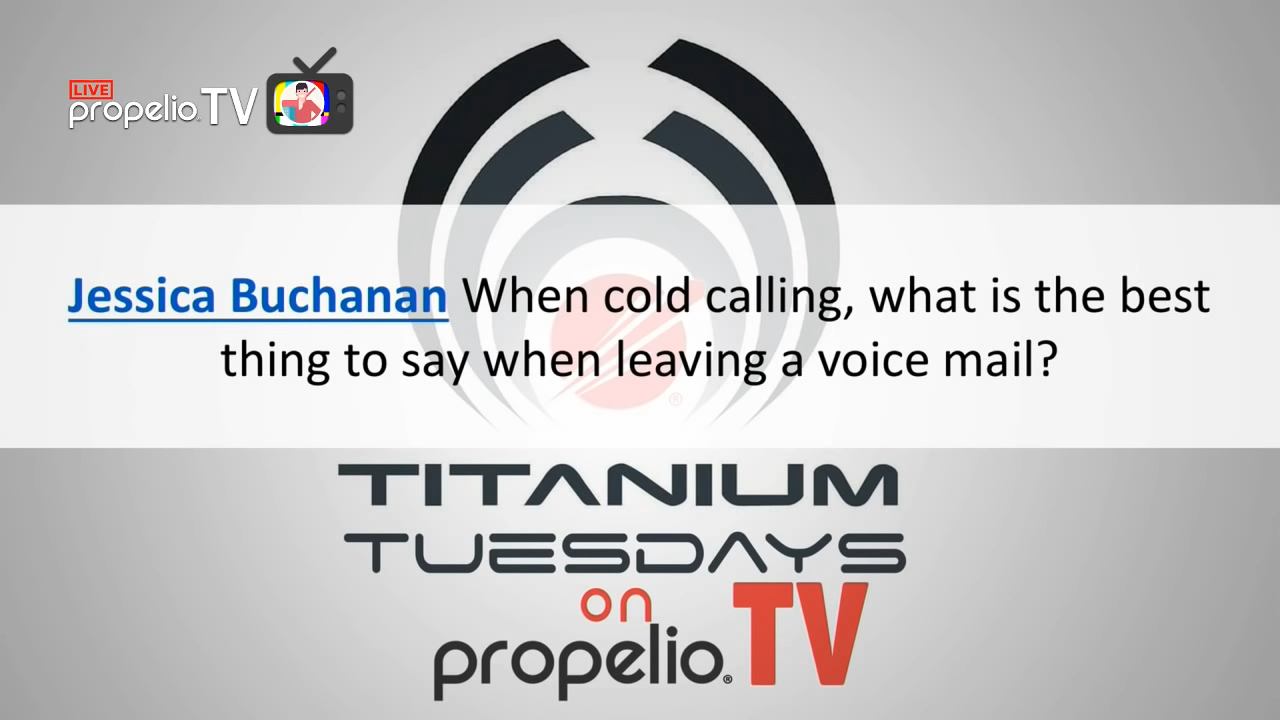 LIVE
propelio.TV
Jessica Buchanan When cold calling, what is the best
thing to say when leaving a voice mail?
®
TITANIUM
TUESDAYS
on
propelio.® TV